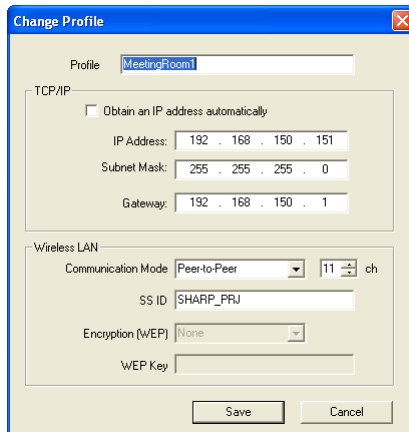 Change Profile
Profile MeetingRoom1
TCP/IP
Obtain an IP address automatically
IP Address: 192 . 168 . 150 . 151
Subnet Mask: 255 . 255 . 255 . 0
Gateway: 192 . 168 . 150 . 1
Wireless LAN
Communication Mode Peer-to-Peer 11 ch
SS ID SHARP_PRJ
Encryption (WEP) None
WEP Key
Save Cancel